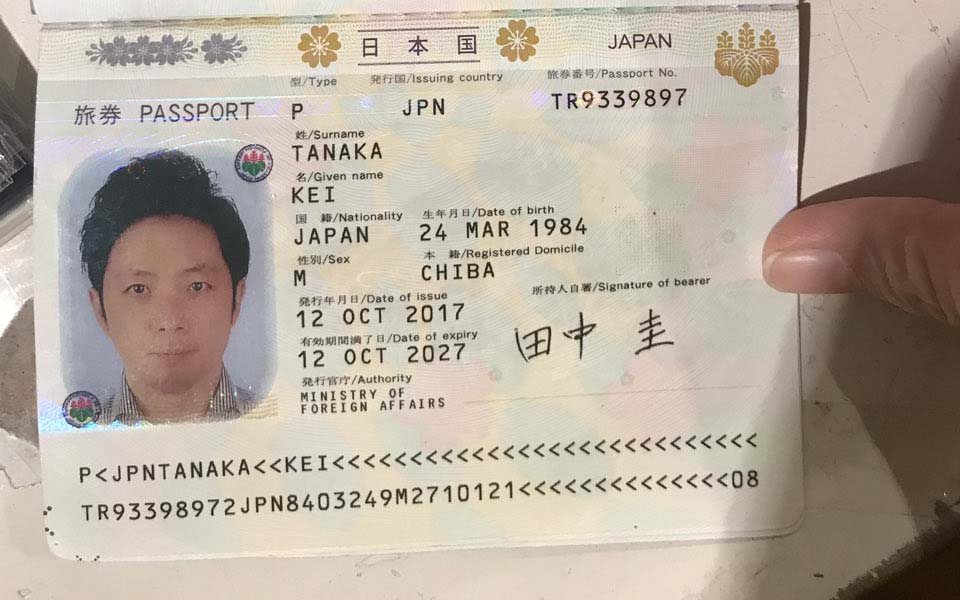 日本国 JAPAN
型/Type 発行国/Issuing country 旅券番号/Passport No.
旅券 PASSPORT P JPN TR9339897
姓/Surname
TANAKA
名/Given name
KEI
国 籍/Nationality 生年月日/Date of birth
JAPAN 24 MAR 1984
性別/Sex 本 籍/Registered Domicile
M CHIBA
発行年月日/Date of issue 所持人自署/Signature of bearer
12 OCT 2017
有効期間満了日/Date of expiry 田中 圭
12 OCT 2027
発行官庁/Authority
MINISTRY OF
FOREIGN AFFAIRS
P<JPNTANAKA<<KEI<<<<<<<<<<<<<<<<<<<<<<<<<<<<
TR93398972JPN8403249M2710121<<<<<<<<<<<<<<08